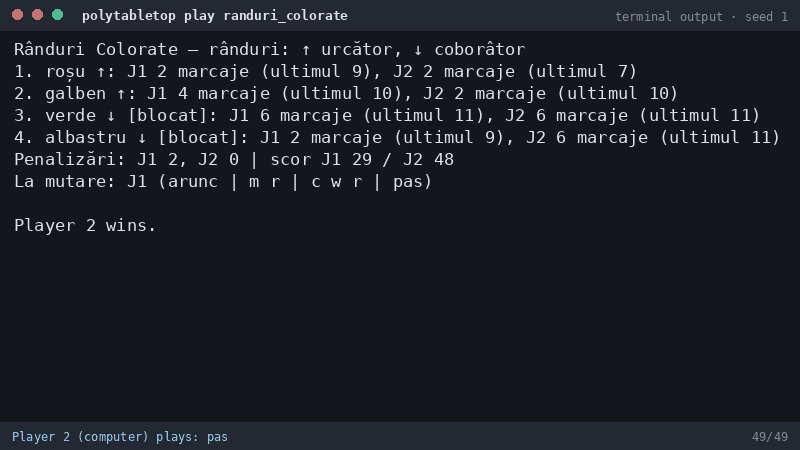 polytabletop play randuri_colorate
terminal output · seed 1
Rânduri Colorate — rânduri: ↑ urcător, ↓ coborâtor
1. roșu ↑: J1 2 marcaje (ultimul 9), J2 2 marcaje (ultimul 7)
2. galben ↑: J1 4 marcaje (ultimul 10), J2 2 marcaje (ultimul 10)
3. verde ↓ [blocat]: J1 6 marcaje (ultimul 11), J2 6 marcaje (ultimul 11)
4. albastru ↓ [blocat]: J1 2 marcaje (ultimul 9), J2 6 marcaje (ultimul 11)
Penalizări: J1 2, J2 0 | scor J1 29 / J2 48
La mutare: J1 (arunc | m r | c w r | pas)
Player 2 wins.
Player 2 (computer) plays: pas
49/49